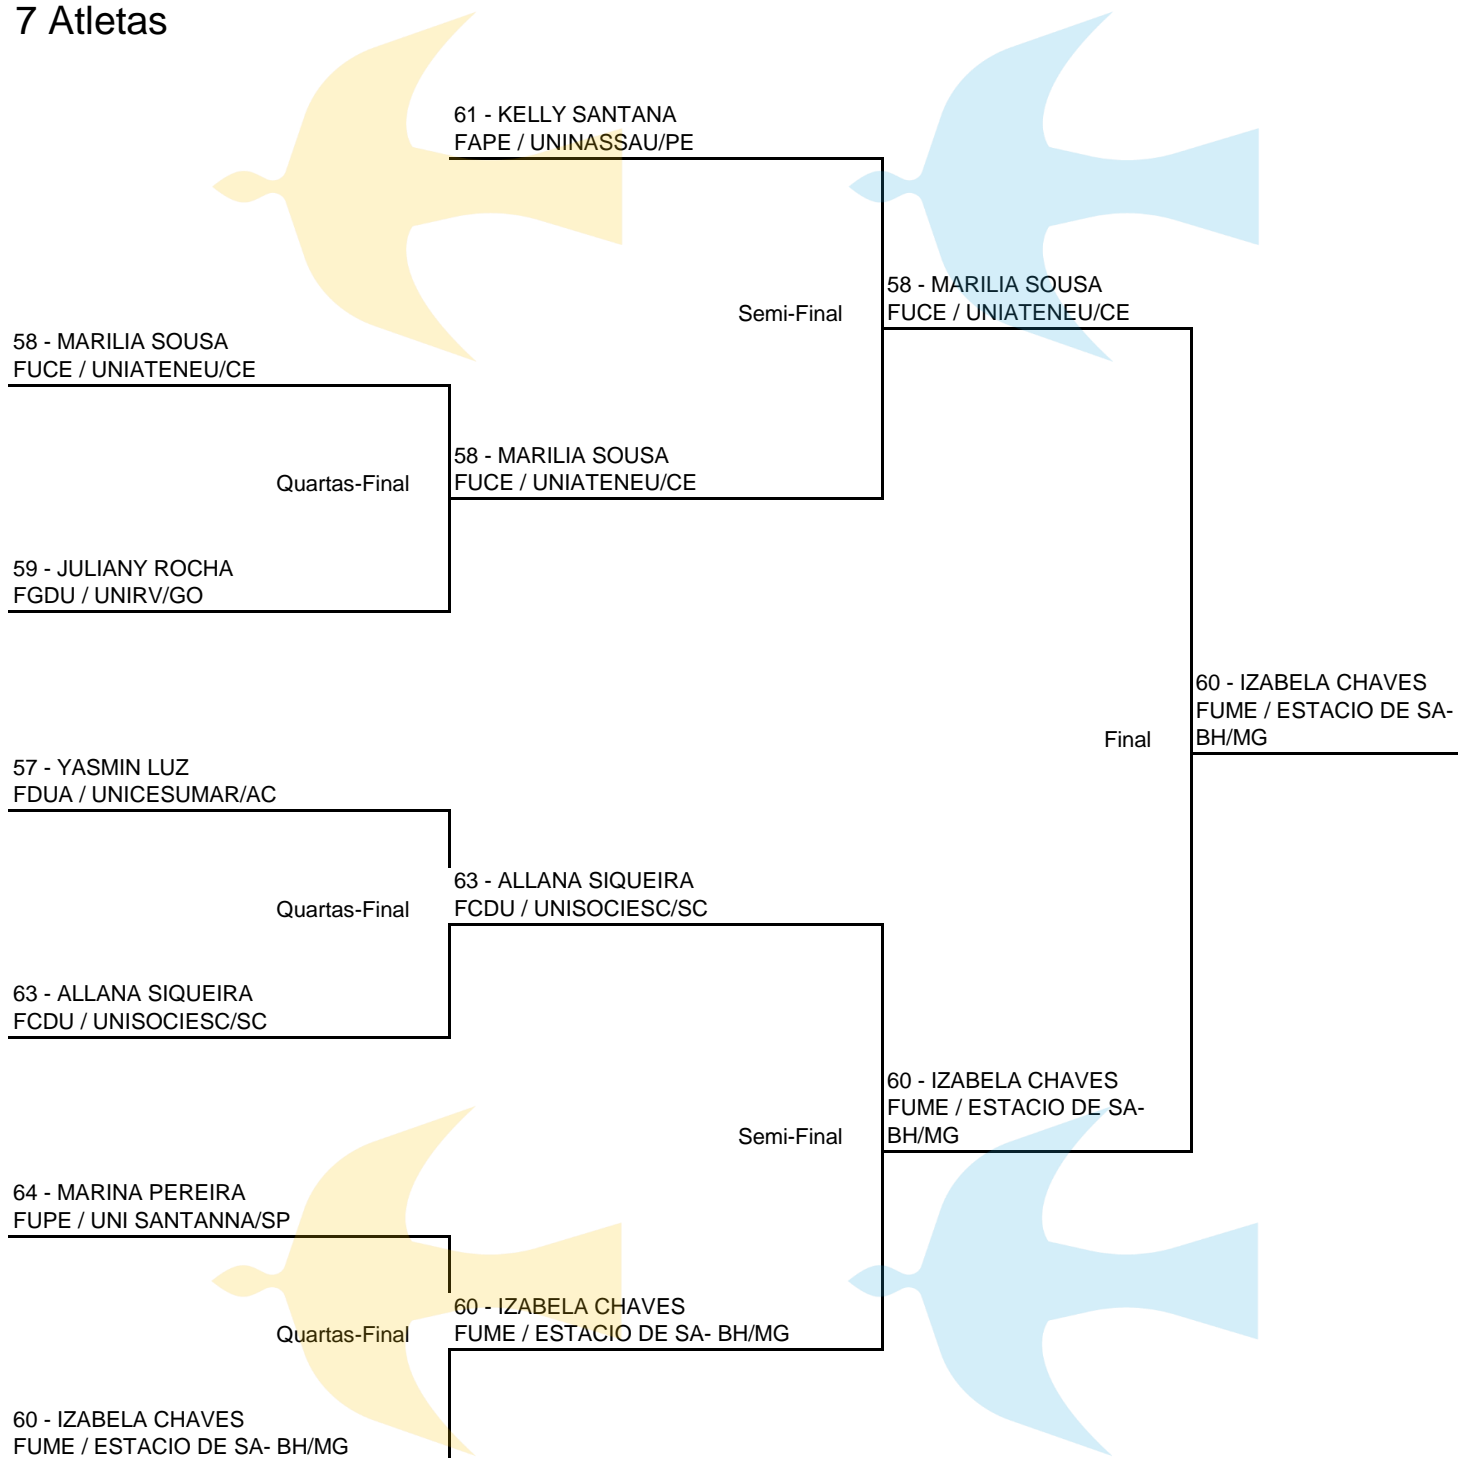 7 Atletas
61 - KELLY SANTANA
FAPE / UNINASSAU/PE
Semi-Final
58 - MARILIA SOUSA
FUCE / UNIATENEU/CE
58 - MARILIA SOUSA
FUCE / UNIATENEU/CE
Quartas-Final
58 - MARILIA SOUSA
FUCE / UNIATENEU/CE
59 - JULIANY ROCHA
FGDU / UNIRV/GO
Final
60 - IZABELA CHAVES
FUME / ESTACIO DE SA-
BH/MG
57 - YASMIN LUZ
FDUA / UNICESUMAR/AC
Quartas-Final
63 - ALLANA SIQUEIRA
FCDU / UNISOCIESC/SC
63 - ALLANA SIQUEIRA
FCDU / UNISOCIESC/SC
Semi-Final
60 - IZABELA CHAVES
FUME / ESTACIO DE SA-
BH/MG
64 - MARINA PEREIRA
FUPE / UNI SANTANNA/SP
Quartas-Final
60 - IZABELA CHAVES
FUME / ESTACIO DE SA- BH/MG
60 - IZABELA CHAVES
FUME / ESTACIO DE SA- BH/MG